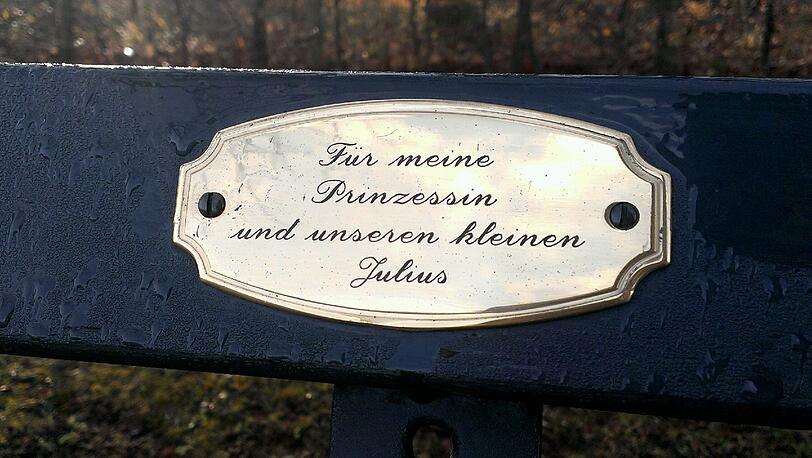 Für meine
Prinzessin
und unseren kleinen
Julius